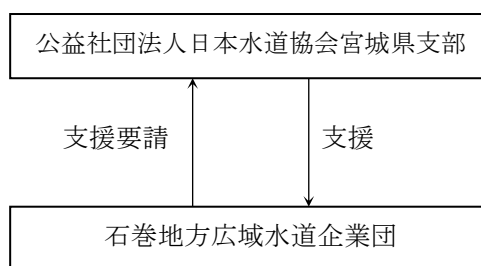 公益社団法人日本水道協会宮城県支部
支援要請
支援
石巻地方広域水道企業団